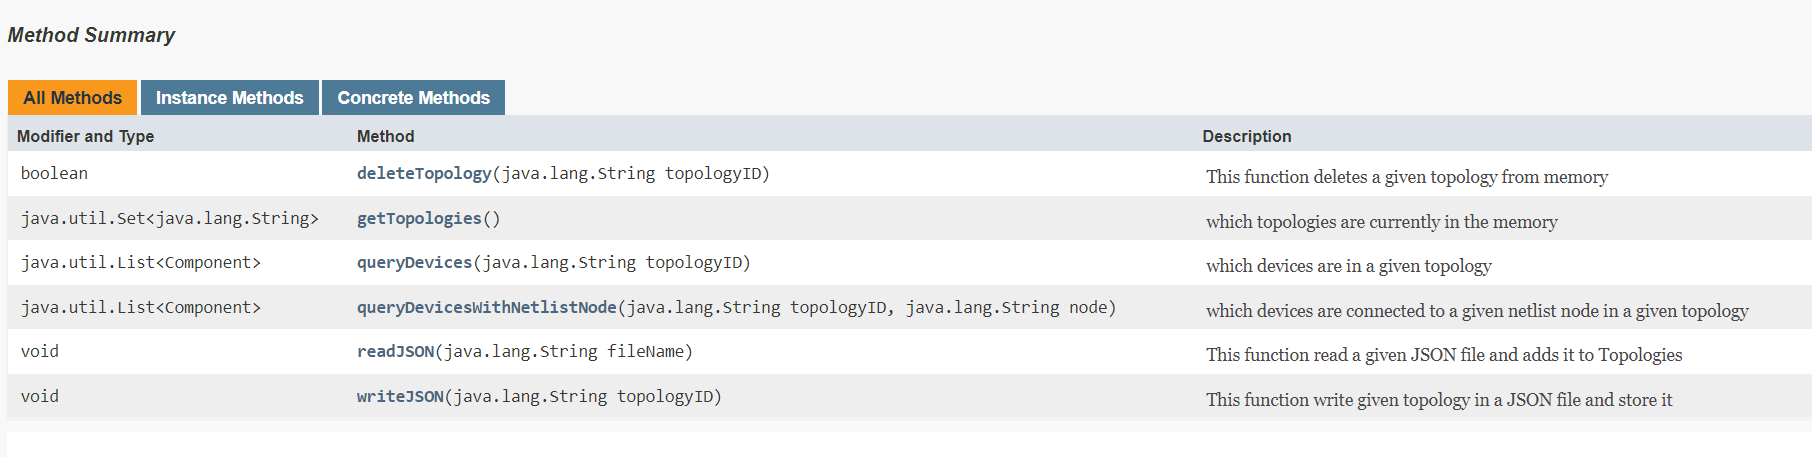 Method Summary
All Methods Instance Methods Concrete Methods
Modifier and Type Method Description
boolean deleteTopology(java.lang.String topologyID) This function deletes a given topology from memory
java.util.Set<java.lang.String> getTopologies() which topologies are currently in the memory
java.util.List<Component> queryDevices(java.lang.String topologyID) which devices are in a given topology
java.util.List<Component> queryDevicesWithNetlistNode(java.lang.String topologyID, java.lang.String node) which devices are connected to a given netlist node in a given topology
void readJSON(java.lang.String fileName) This function read a given JSON file and adds it to Topologies
void writeJSON(java.lang.String topologyID) This function write given topology in a JSON file and store it